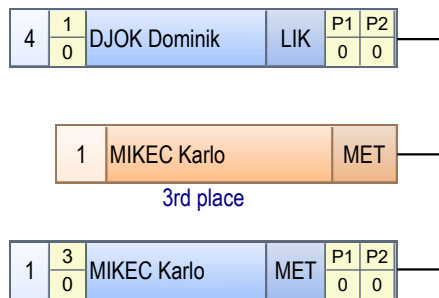 4 1 0 DJOK Dominik LIK P1 P2 0 0
1 MIKEC Karlo MET
3rd place
1 3 0 MIKEC Karlo MET P1 P2 0 0